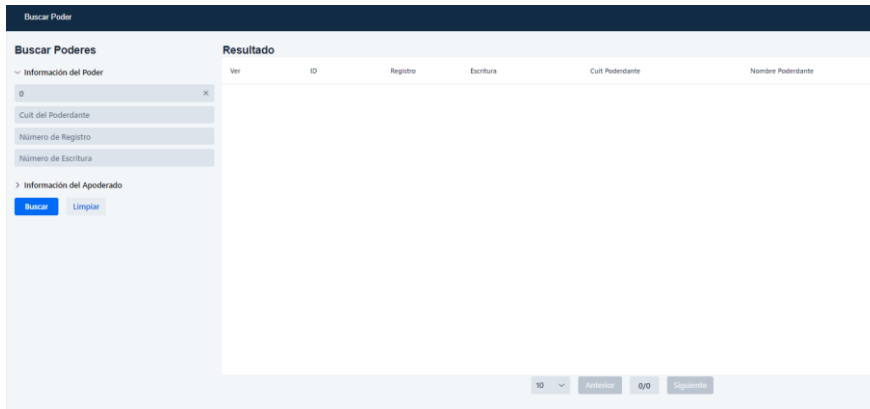 Buscar Poder
Buscar Poderes
Información del Poder
0
Cuit del Poderdante
Número de Registro
Número de Escritura
Información del Apoderado
Buscar Limpiar
Resultado
Ver ID Registro Escritura Cuit Poderdante Nombre Poderdante
10 Anterior 0/0 Siguiente